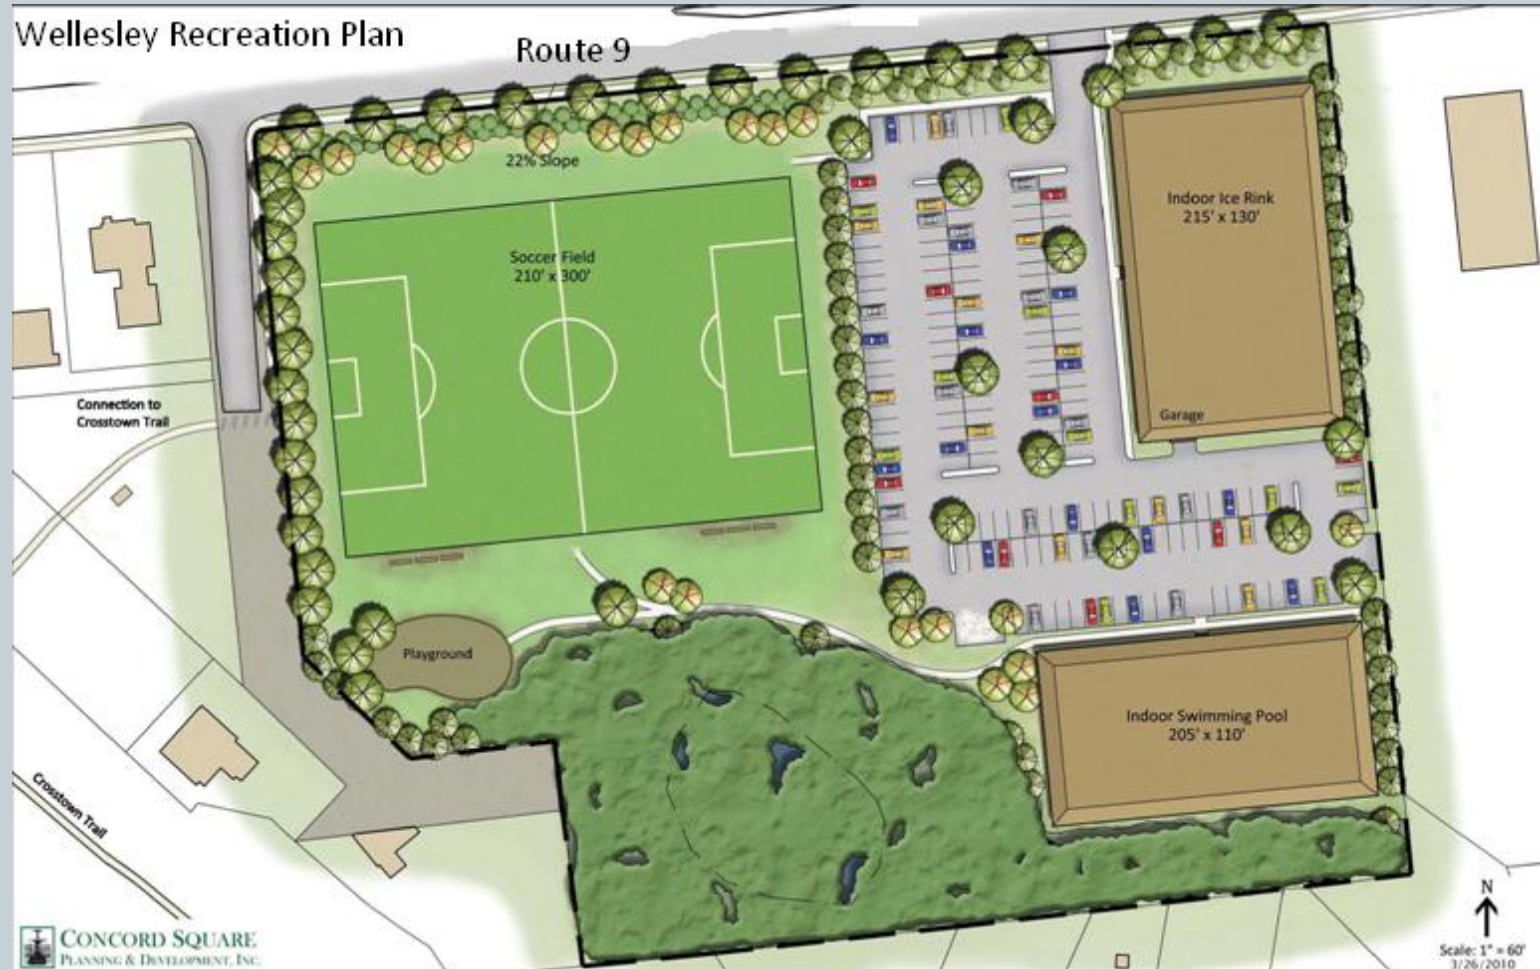 Wellesley Recreation Plan
Route 9
22% Slope
Soccer Field
210' x 300'
Indoor Ice Rink
215' x 130'
Garage
Connection to
Crosstown Trail
Playground
Indoor Swimming Pool
205' x 110'
Crosstown Trail
N
Scale: 1" = 60'
3/26/2010
CONCORD SQUARE
PLANNING & DEVELOPMENT, INC.